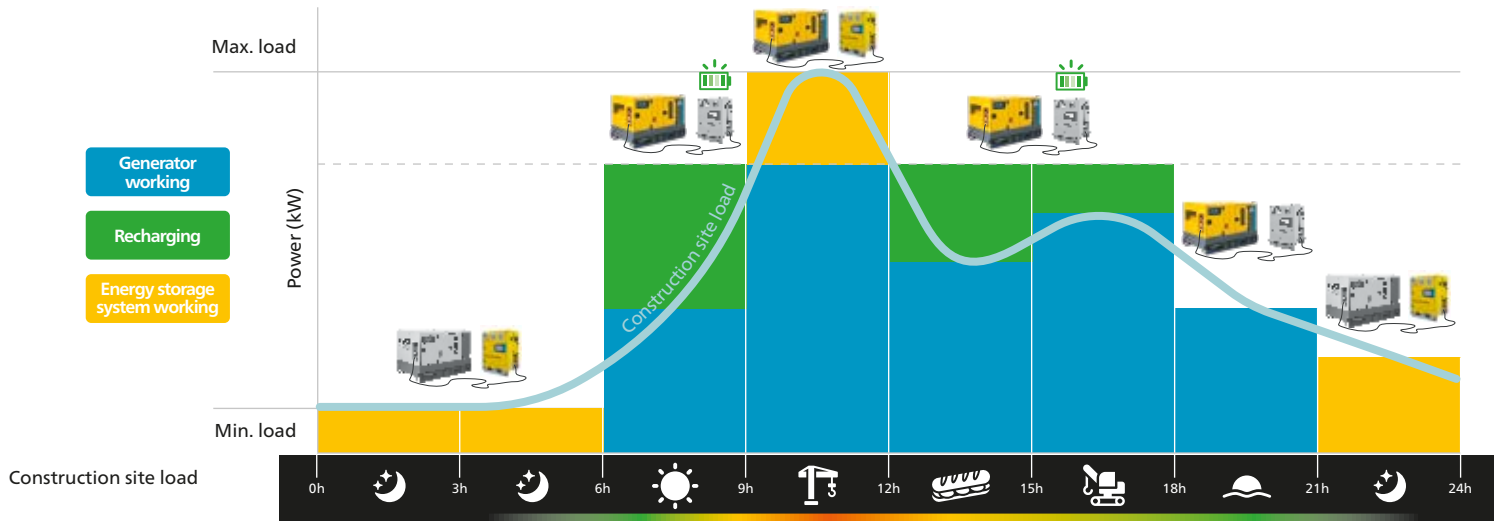 Max. load
Generator
working
Recharging
Energy storage
system working
Power (kW)
Construction site load
Min. load
Construction site load
0h
3h
6h
9h
12h
15h
18h
21h
24h